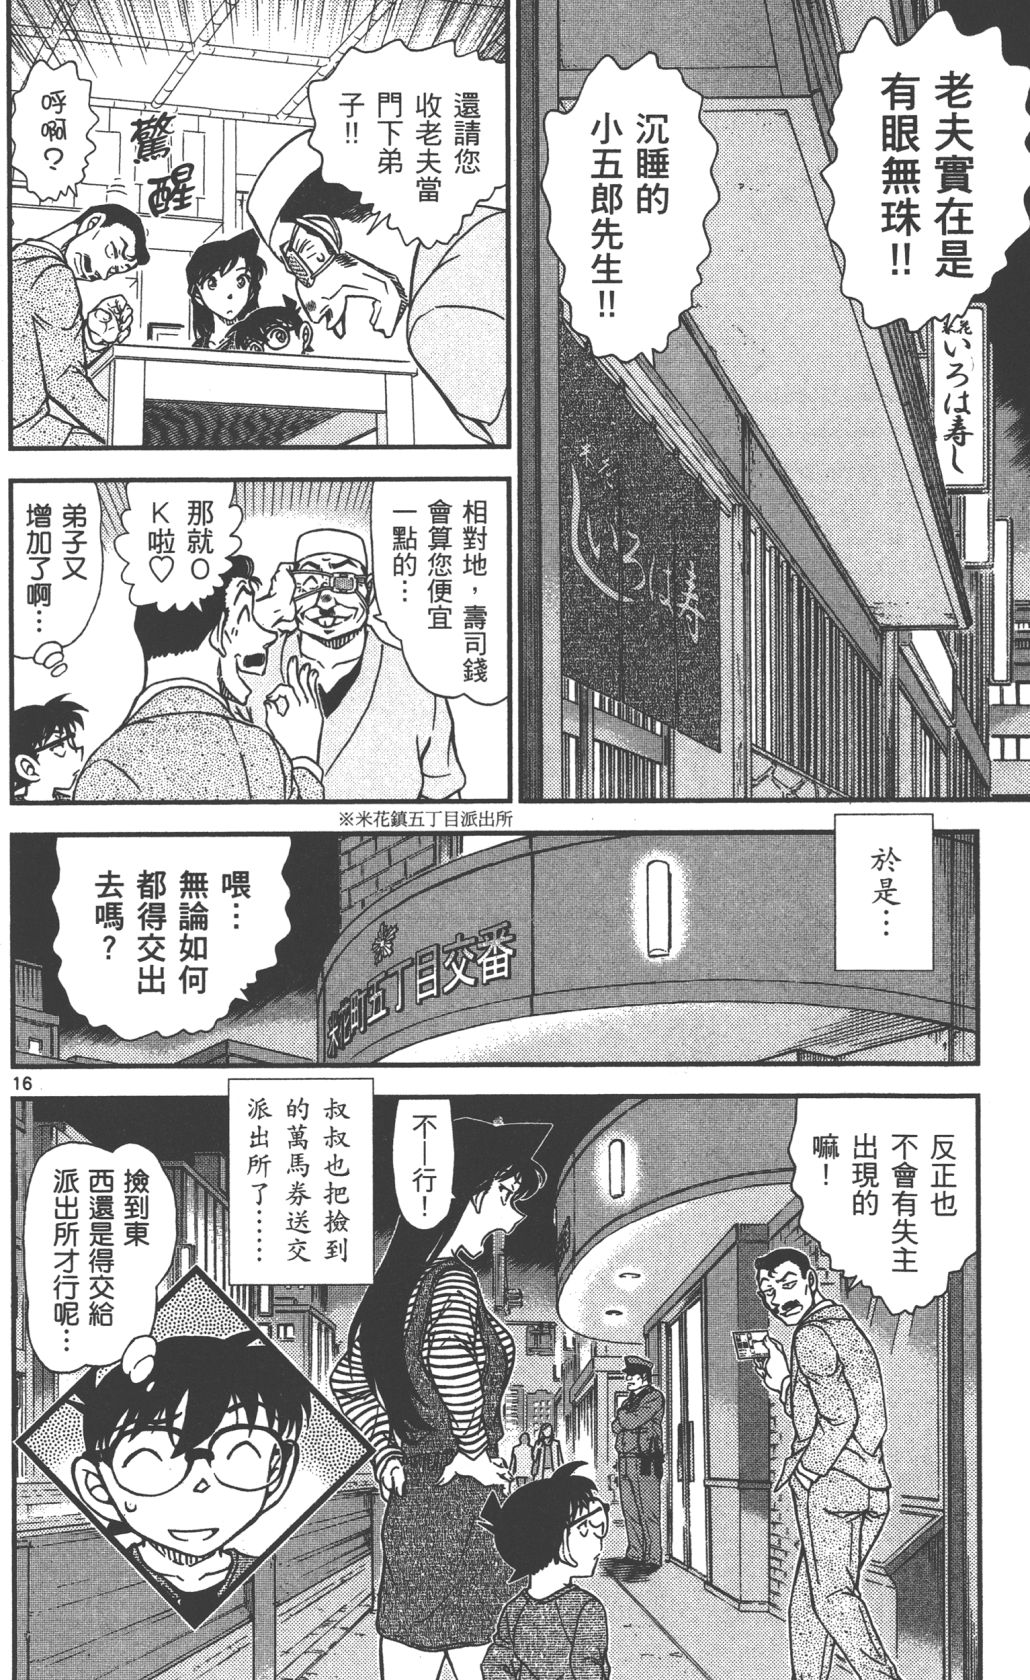 老夫實在是
有眼無珠!!
沉睡的
小五郎先生!!
花
いろは寿し
米花
いろは寿
還請您
收老夫當
門下弟
子!!
驚醒
呼啊?
相對地,壽司錢
會算您便宜
一點的…
那就O
K啦♡
弟子又
增加了啊…
※米花鎮五丁目派出所
於是…
米花町五丁目交番
喂…
無論如何
都得交出
去嗎?
16
反正也
不會有失主
出現的
嘛!
不—行!
叔叔也把撿到
的萬馬券送交
派出所了……
撿到東
西還是得交給
派出所才行呢…